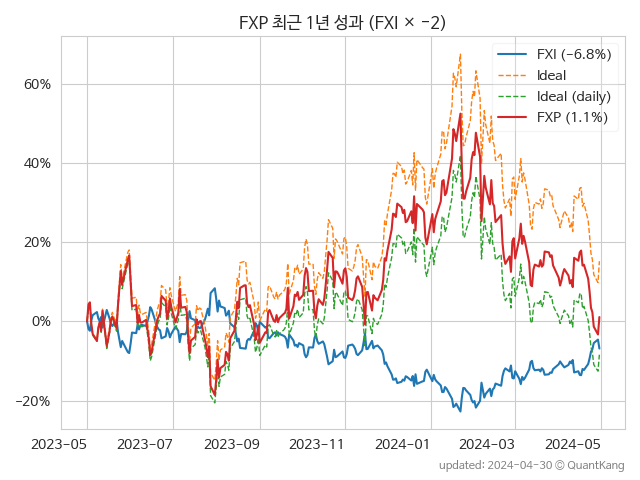 FXP 최근 1년 성과 (FXI × −2)
FXI (−6.8%)
Ideal
Ideal (daily)
FXP (1.1%)
60%
40%
20%
0%
−20%
2023-05
2023-07
2023-09
2023-11
2024-01
2024-03
2024-05
updated: 2024-04-30 ⓒ QuantKang